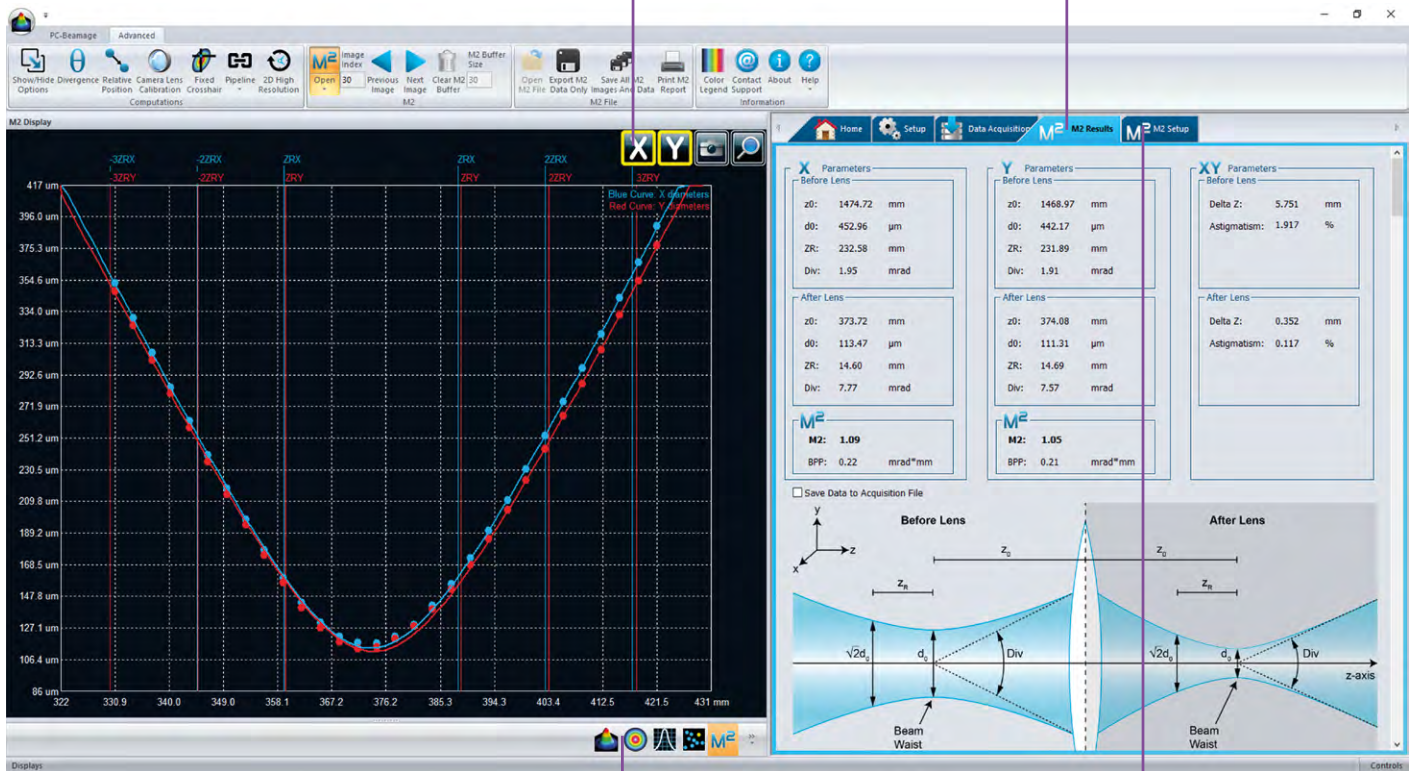 PC-Beamage Advanced
Show/Hide Options
Divergence
Relative Position
Camera Lens Calibration
Fixed Crosshair
Pipeline
2D High Resolution
Computations
M2
Open
Image Index
30
Previous Image
Next Image
Clear M2 Buffer
M2 Buffer Size
30
M2
Open M2 File
Export M2 Data Only
Save All M2 Images And Data
Print M2 Report
M2 File
Color Legend
Contact Support
About
Help
Information
M2 Display
X Y
-3ZRX -2ZRX ZRX ZRX 2ZRX
-3ZRY -2ZRY ZRY ZRY 2ZRY 3ZRY
Blue Curve: X diameters
Red Curve: Y diameters
417 um
396.0 um
375.3 um
354.6 um
334.0 um
313.3 um
292.6 um
271.9 um
251.2 um
230.5 um
209.8 um
189.2 um
168.5 um
147.8 um
127.1 um
106.4 um
86 um
322 330.9 340.0 349.0 358.1 367.2 376.2 385.3 394.3 403.4 412.5 421.5 431 mm
M2
Displays
Home Setup Data Acquisition M2 M2 Results M2 M2 Setup
X Parameters
Before Lens
z0: 1474.72 mm
d0: 452.96 µm
ZR: 232.58 mm
Div: 1.95 mrad
After Lens
z0: 373.72 mm
d0: 113.47 µm
ZR: 14.60 mm
Div: 7.77 mrad
M2
M2: 1.09
BPP: 0.22 mrad*mm
Y Parameters
Before Lens
z0: 1468.97 mm
d0: 442.17 µm
ZR: 231.89 mm
Div: 1.91 mrad
After Lens
z0: 374.08 mm
d0: 111.31 µm
ZR: 14.69 mm
Div: 7.57 mrad
M2
M2: 1.05
BPP: 0.21 mrad*mm
XY Parameters
Before Lens
Delta Z: 5.751 mm
Astigmatism: 1.917 %
After Lens
Delta Z: 0.352 mm
Astigmatism: 0.117 %
Save Data to Acquisition File
Before Lens After Lens
y
z
x
z0 z0
zR zR
√2d0 d0 Div √2d0 d0 Div
z-axis
Beam Waist
Beam Waist
Controls